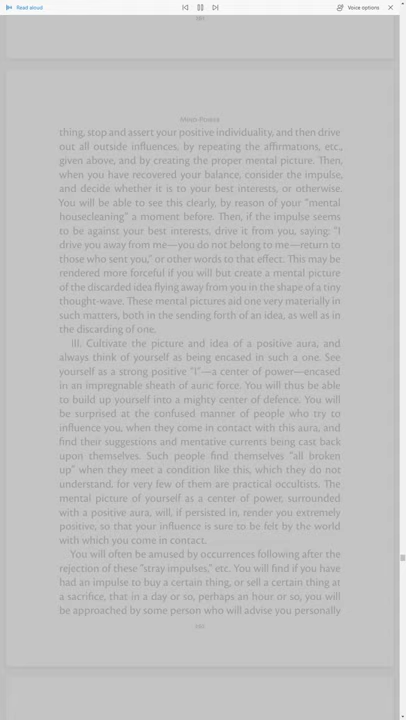 Read aloud
Voice options
Mind-Power
thing, stop and assert your positive individuality, and then drive
out all outside influences, by repeating the affirmations, etc.,
given above, and by creating the proper mental picture. Then,
when you have recovered your balance, consider the impulse,
and decide whether it is to your best interests, or otherwise.
You will be able to see this clearly, by reason of your "mental
housecleaning" a moment before. Then, if the impulse seems
to be against your best interests, drive it from you, saying: "I
drive you away from me—you do not belong to me—return to
those who sent you," or other words to that effect. This may be
rendered more forceful if you will but create a mental picture
of the discarded idea flying away from you in the shape of a tiny
thought-wave. These mental pictures aid one very materially in
such matters, both in the sending forth of an idea, as well as in
the discarding of one.
III. Cultivate the picture and idea of a positive aura, and
always think of yourself as being encased in such a one. See
yourself as a strong positive "I"—a center of power—encased
in an impregnable sheath of auric force. You will thus be able
to build up yourself into a mighty center of defence. You will
be surprised at the confused manner of people who try to
influence you, when they come in contact with this aura, and
find their suggestions and mentative currents being cast back
upon themselves. Such people find themselves "all broken
up" when they meet a condition like this, which they do not
understand, for very few of them are practical occultists. The
mental picture of yourself as a center of power, surrounded
with a positive aura, will, if persisted in, render you extremely
positive, so that your influence is sure to be felt by the world
with which you come in contact.
You will often be amused by occurrences following after the
rejection of these "stray impulses," etc. You will find if you have
had an impulse to buy a certain thing, or sell a certain thing at
a sacrifice, that in a day or so, perhaps an hour or so, you will
be approached by some person who will advise you personally